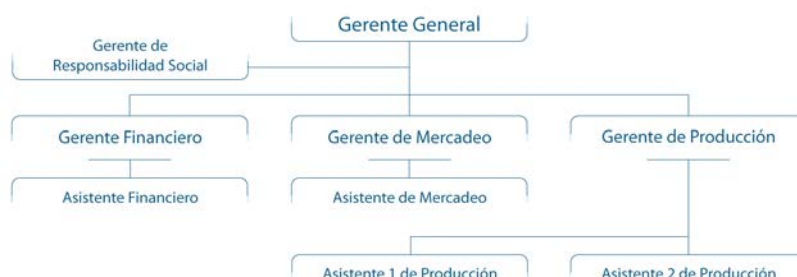 Gerente General
Gerente de
Responsabilidad Social
Gerente Financiero
Gerente de Mercadeo
Gerente de Producción
Asistente Financiero
Asistente de Mercadeo
Asistente 1 de Producción
Asistente 2 de Producción